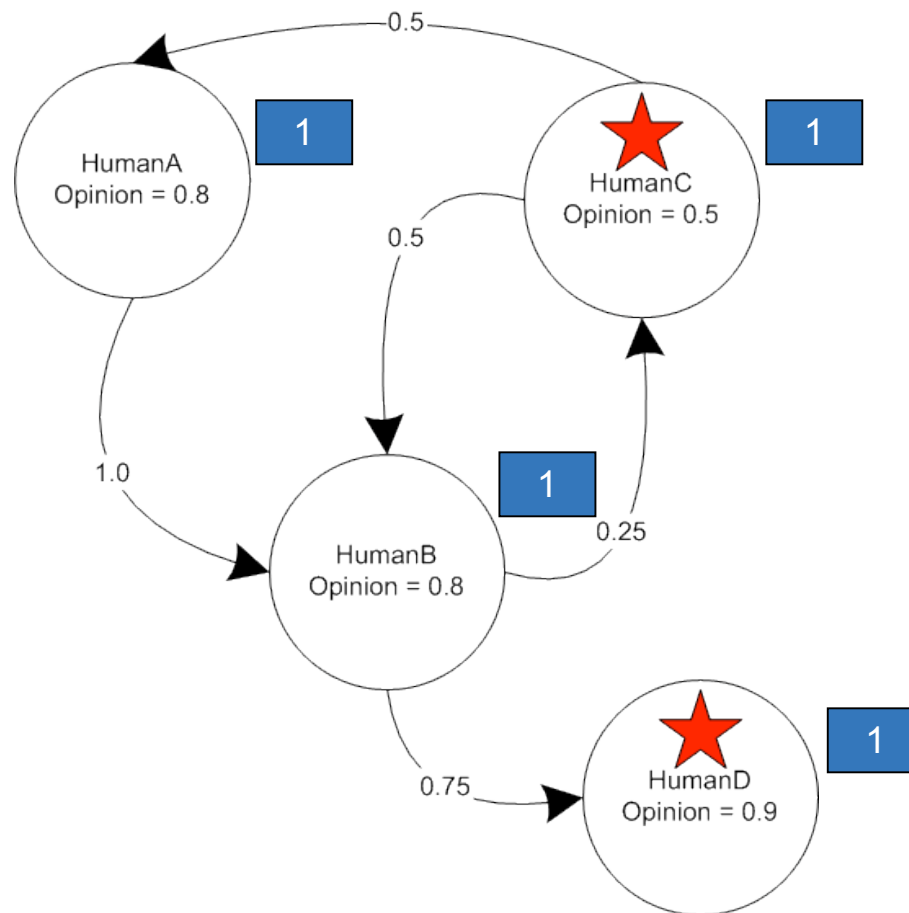 0.5
1
1
HumanA
Opinion = 0.8
HumanC
Opinion = 0.5
0.5
1.0
1
0.25
HumanB
Opinion = 0.8
1
0.75
HumanD
Opinion = 0.9